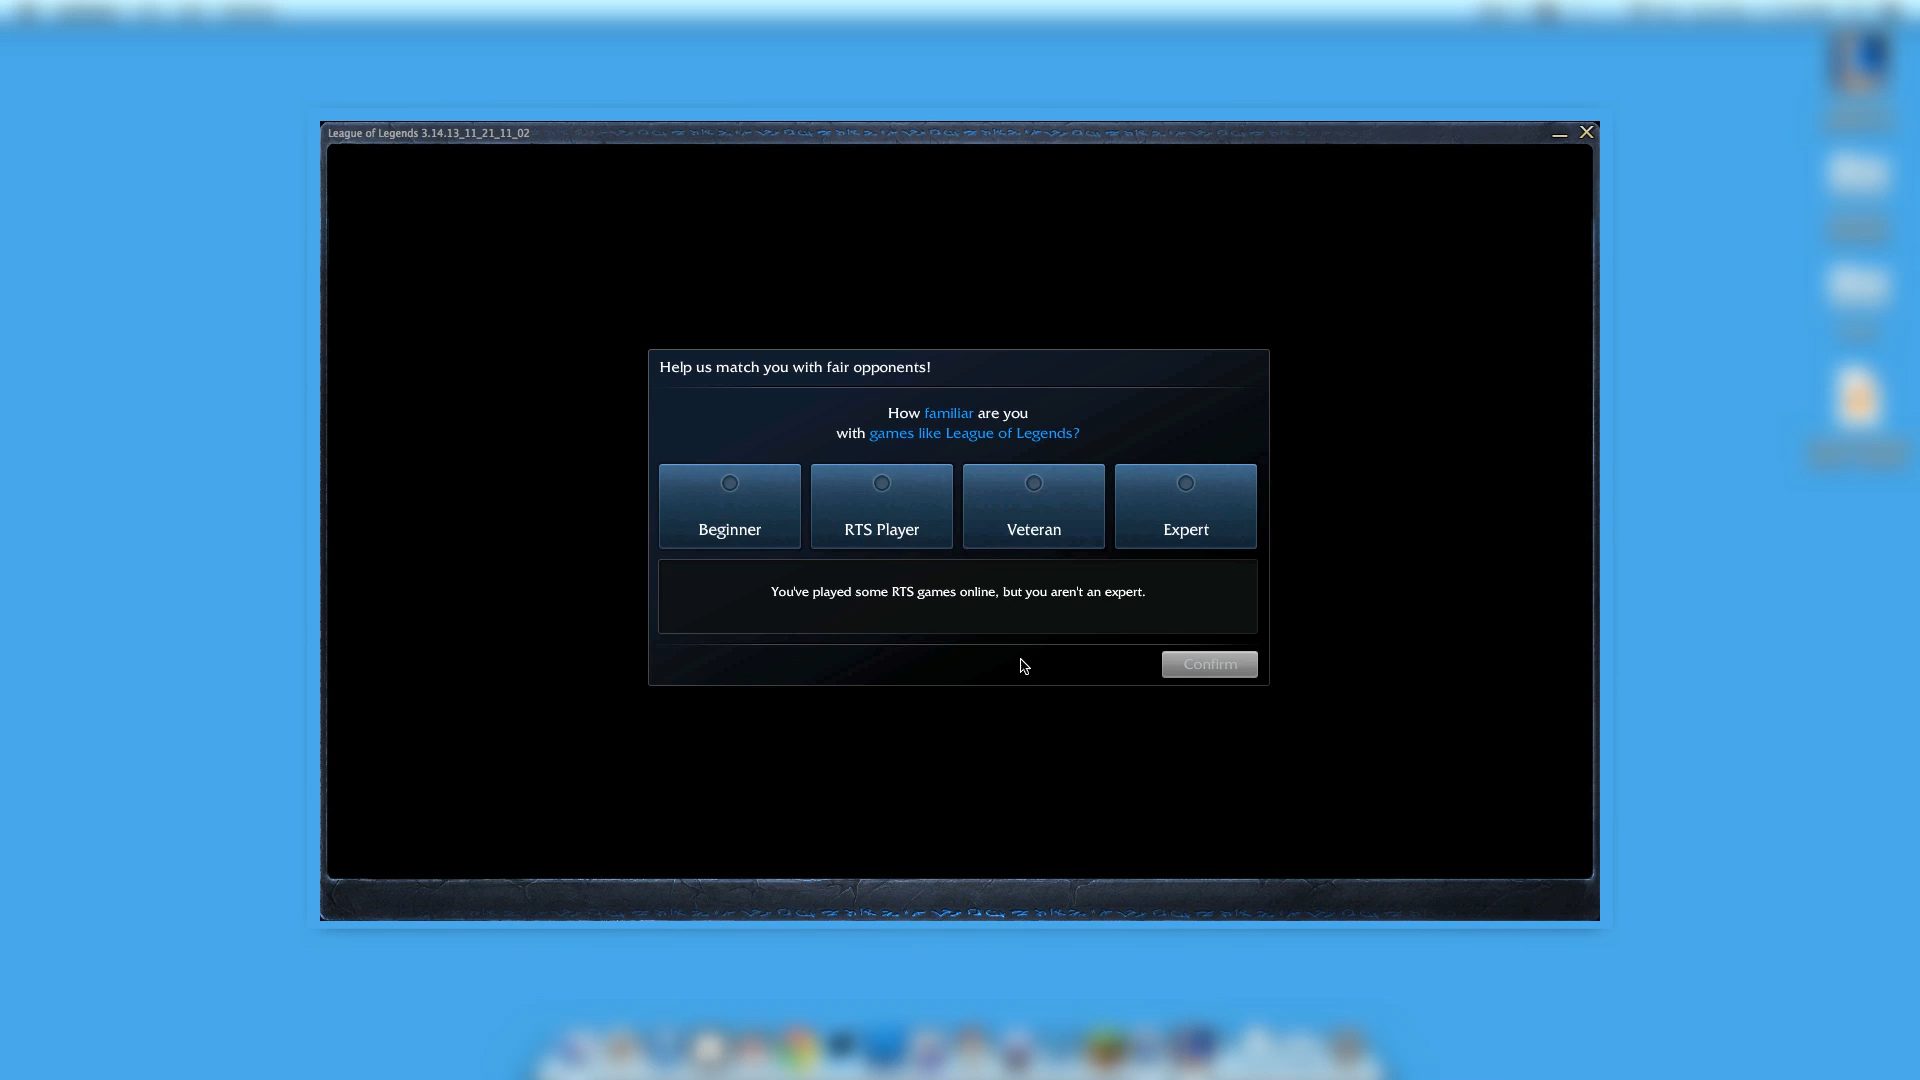 League of Legends 3.14.13_11_21_11_02
Help us match you with fair opponents!
How familiar are you
with games like League of Legends?
Beginner
RTS Player
Veteran
Expert
You've played some RTS games online, but you aren't an expert.
Confirm